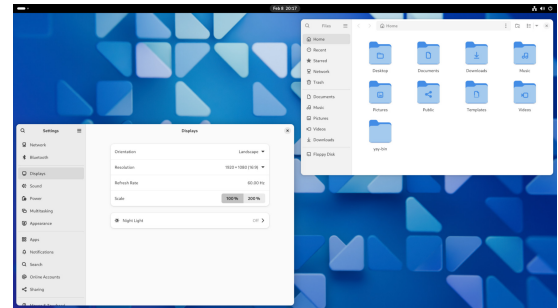 Feb 8 20:57
Files
Home
Home
Recent
Starred
Network
Trash
Documents
Music
Pictures
Videos
Downloads
Floppy Disk
Desktop
Documents
Downloads
Music
Pictures
Public
Templates
Videos
yay-bin
Settings
Displays
Network
Bluetooth
Displays
Sound
Power
Multitasking
Appearance
Apps
Notifications
Search
Online Accounts
Sharing
Orientation
Landscape
Resolution
1920 × 1080 (16:9)
Refresh Rate
60.00 Hz
Scale
100 %
200 %
Night Light
Off